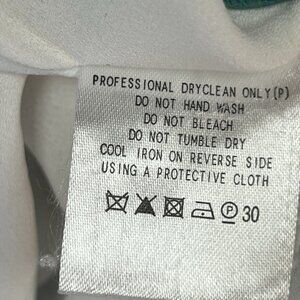 PROFESSIONAL DRYCLEAN ONLY(P)
DO NOT HAND WASH
DO NOT BLEACH
DO NOT TUMBLE DRY
COOL IRON ON REVERSE SIDE
USING A PROTECTIVE CLOTH
P 30